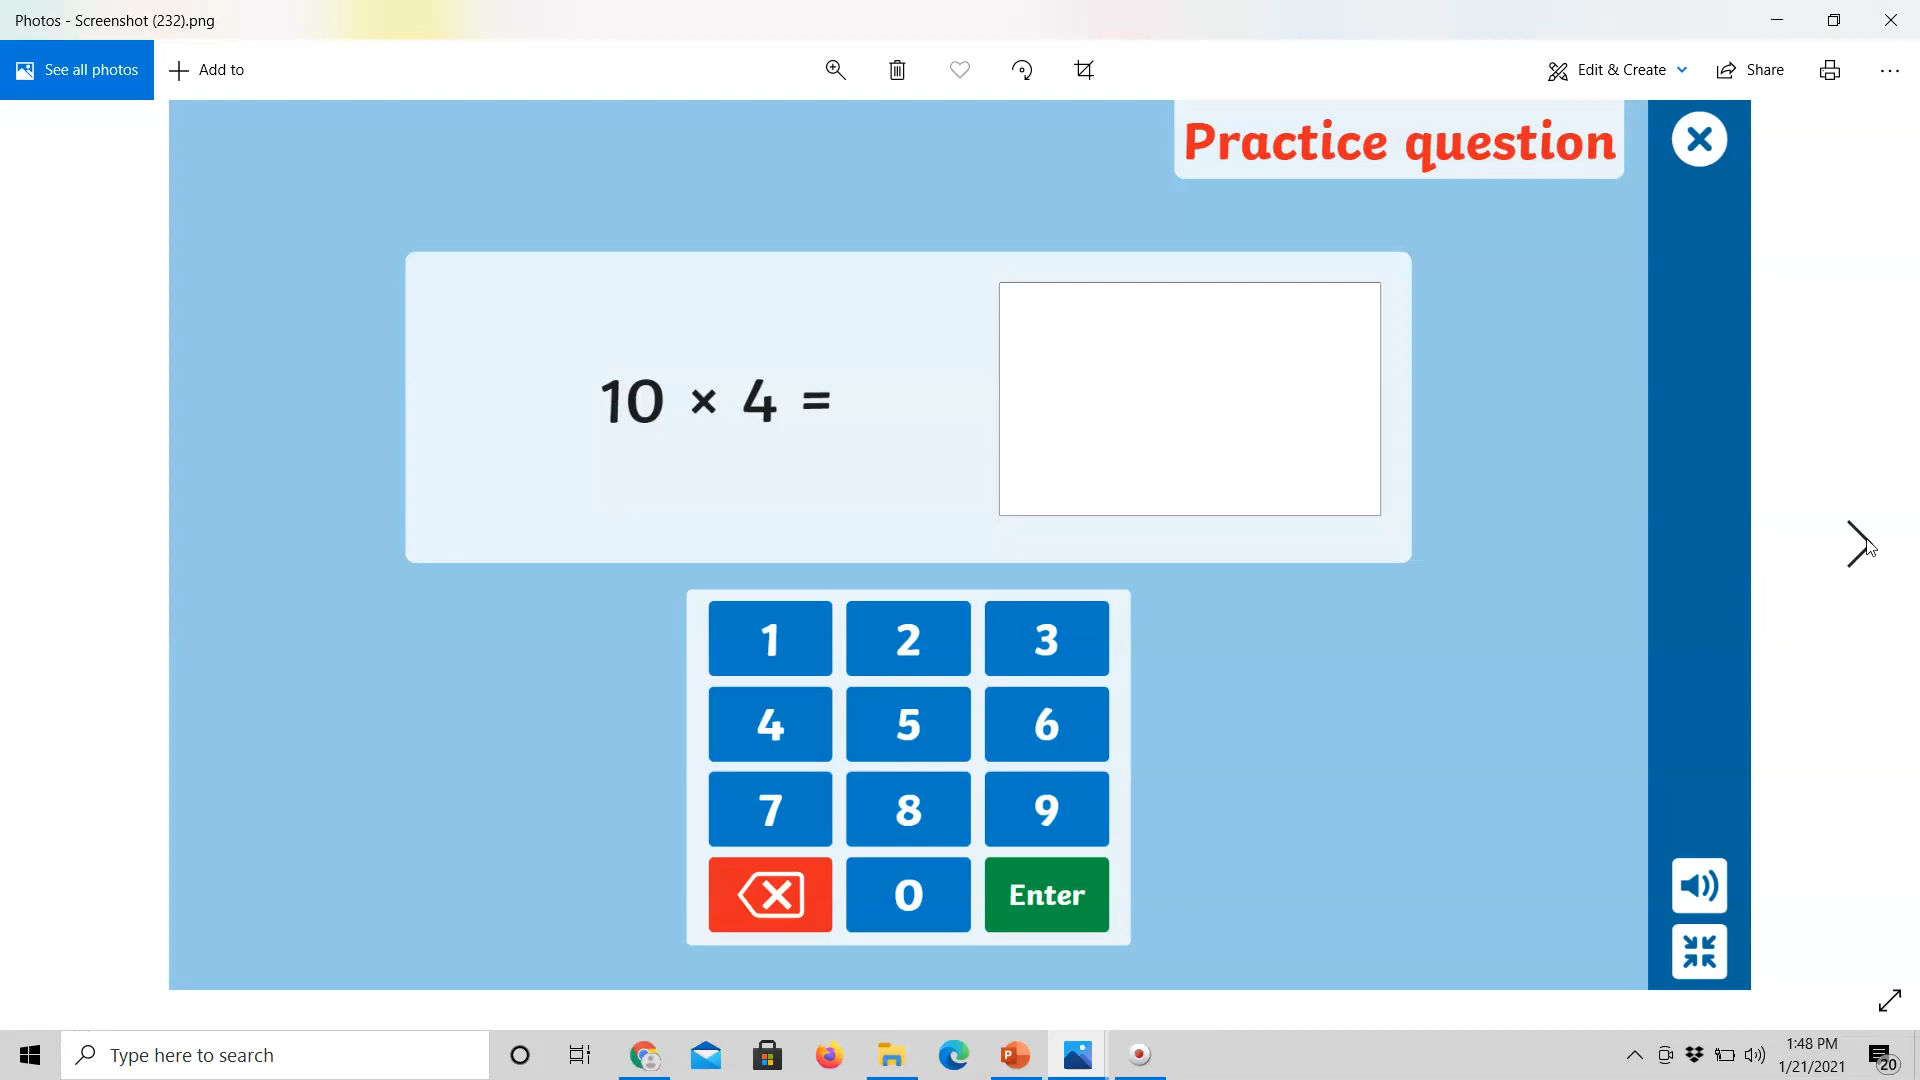 Photos - Screenshot (232).png
See all photos
Add to
Edit & Create
Share
Practice question
10 × 4 =
1 2 3
4 5 6
7 8 9
0 Enter
Type here to search
1:48 PM
1/21/2021
20